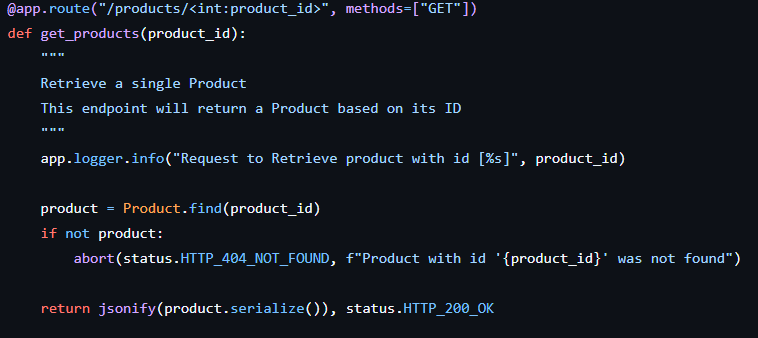 @app.route("/products/<int:product_id>", methods=["GET"])
def get_products(product_id):
    """
    Retrieve a single Product
    This endpoint will return a Product based on its ID
    """
    app.logger.info("Request to Retrieve product with id [%s]", product_id)
    product = Product.find(product_id)
    if not product:
        abort(status.HTTP_404_NOT_FOUND, f"Product with id '{product_id}' was not found")
    return jsonify(product.serialize()), status.HTTP_200_OK